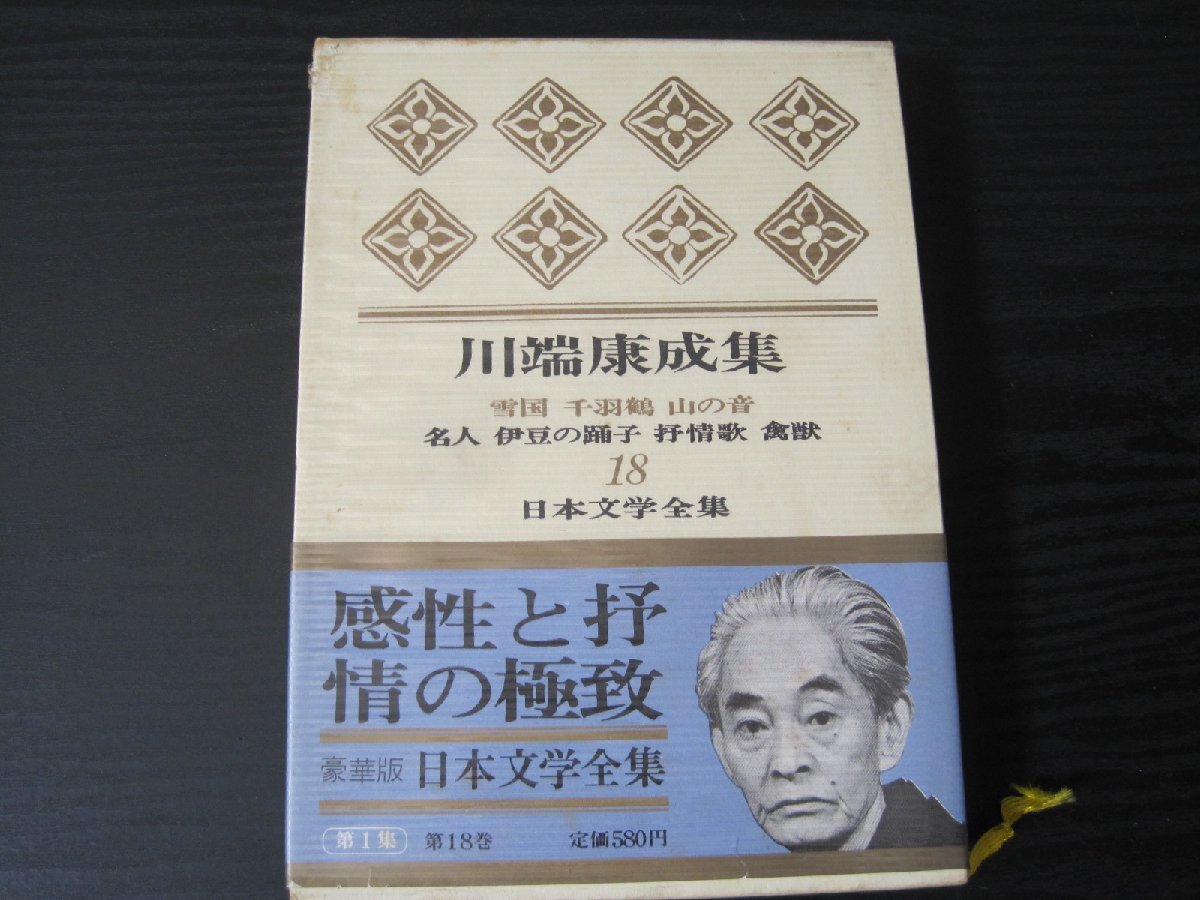 川端康成集
雪国 千羽鶴 山の音
名人 伊豆の踊子 抒情歌 禽獣
18
日本文学全集
感性と抒
情の極致
豪華版 日本文学全集
第1集 第18巻 定価580円